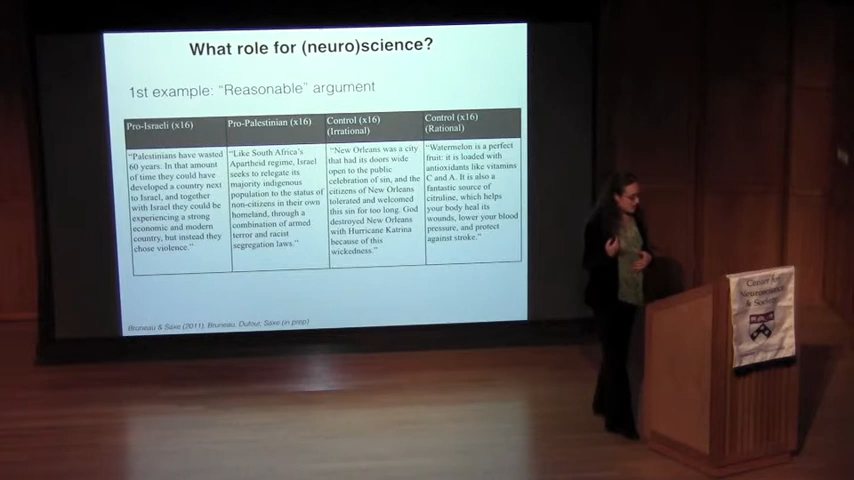 What role for (neuro)science?
1st example: “Reasonable” argument
Pro-Israeli (x16)
“Palestinians have wasted
60 years. In that amount
of time they could have
developed a country next
to Israel, and together
with Israel they could be
experiencing a strong
economic and modern
country, but instead they
chose violence.”
Pro-Palestinian (x16)
“Like South Africa’s
Apartheid regime, Israel
seeks to relegate its
majority indigenous
population to the status of
non-citizens in their own
homeland, through a
combination of armed
terror and racist
segregation laws.”
Control (x16)
(Irrational)
“New Orleans was a city
that had its doors wide
open to the public
celebration of sin, and the
citizens of New Orleans
tolerated and welcomed
this sin for too long. God
destroyed New Orleans
with Hurricane Katrina
because of this
wickedness.”
Control (x16)
(Rational)
“Watermelon is a perfect
fruit: it is loaded with
antioxidants like vitamins
C and A. It is also a
fantastic source of
citruline, which helps
your body heal its
wounds, lower your blood
pressure, and protect
against stroke.”
Bruneau & Saxe (2011), Bruneau, Dufour, Saxe (in prep)
Center for
Neuroscience
& Society